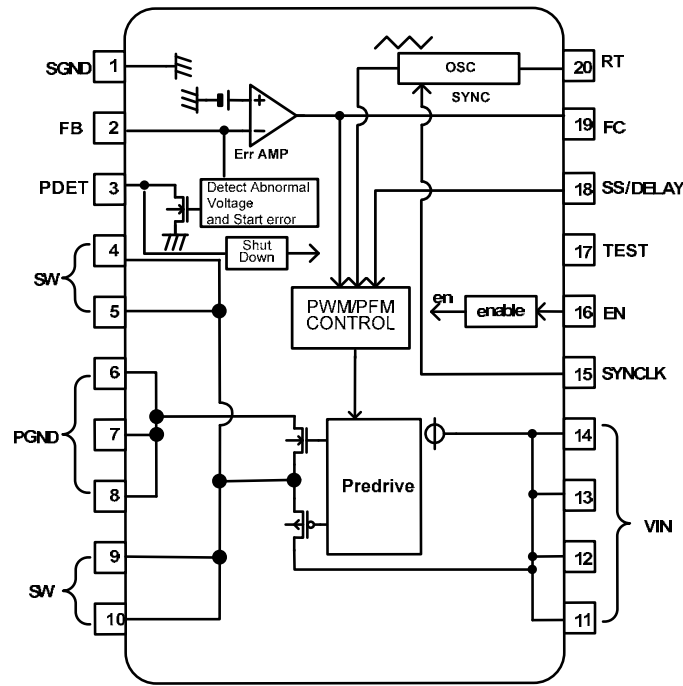 SGND 1
FB 2
PDET 3
4
SW
5
6
PGND 7
8
9
SW
10
+
−
Err AMP
Detect Abnormal
Voltage
and Start error
Shut
Down
OSC
SYNC
PWM/PFM
CONTROL
en
enable
Predrive
20 RT
19 FC
18 SS/DELAY
17 TEST
16 EN
15 SYNCLK
14
13
VIN
12
11